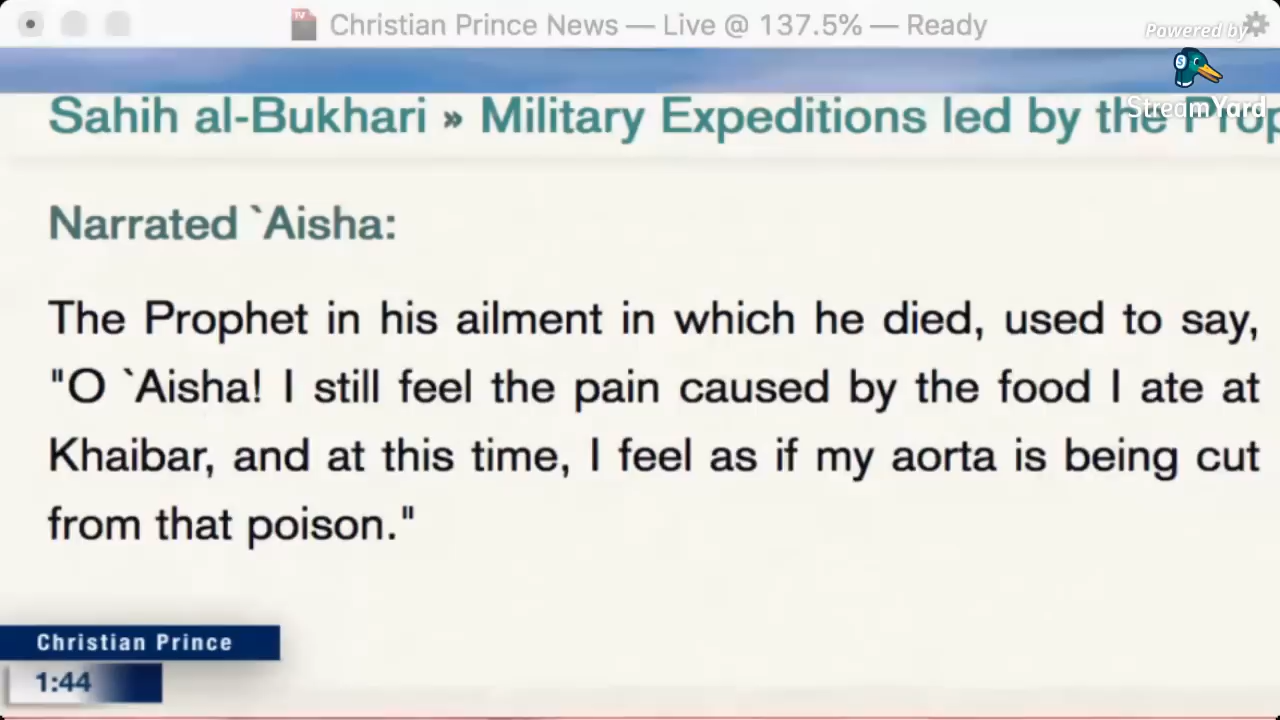 Christian Prince News — Live @ 137.5% — Ready
Powered by
StreamYard
Sahih al-Bukhari » Military Expeditions led by the Prop
Narrated `Aisha:
The Prophet in his ailment in which he died, used to say,
"O `Aisha! I still feel the pain caused by the food I ate at
Khaibar, and at this time, I feel as if my aorta is being cut
from that poison."
Christian Prince
1:44